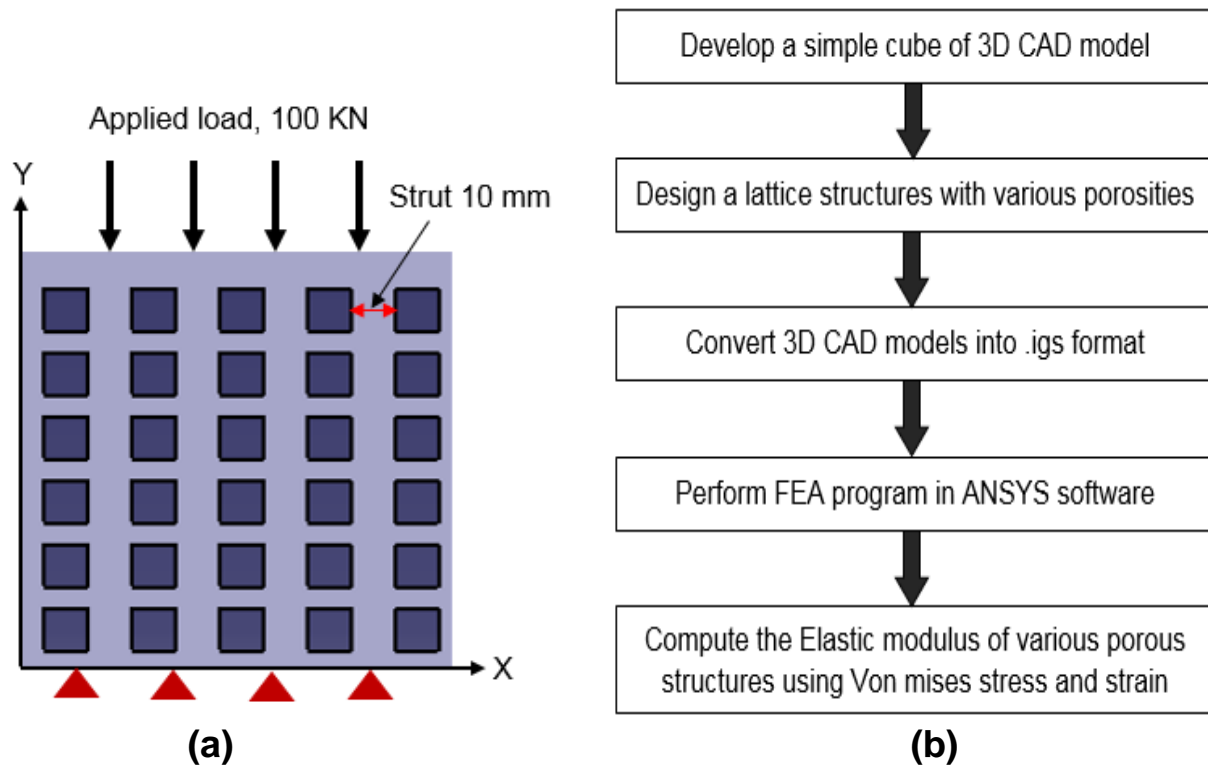 Applied load, 100 KN
Y
Strut 10 mm
X
(a)
Develop a simple cube of 3D CAD model
Design a lattice structures with various porosities
Convert 3D CAD models into .igs format
Perform FEA program in ANSYS software
Compute the Elastic modulus of various porous
structures using Von mises stress and strain
(b)